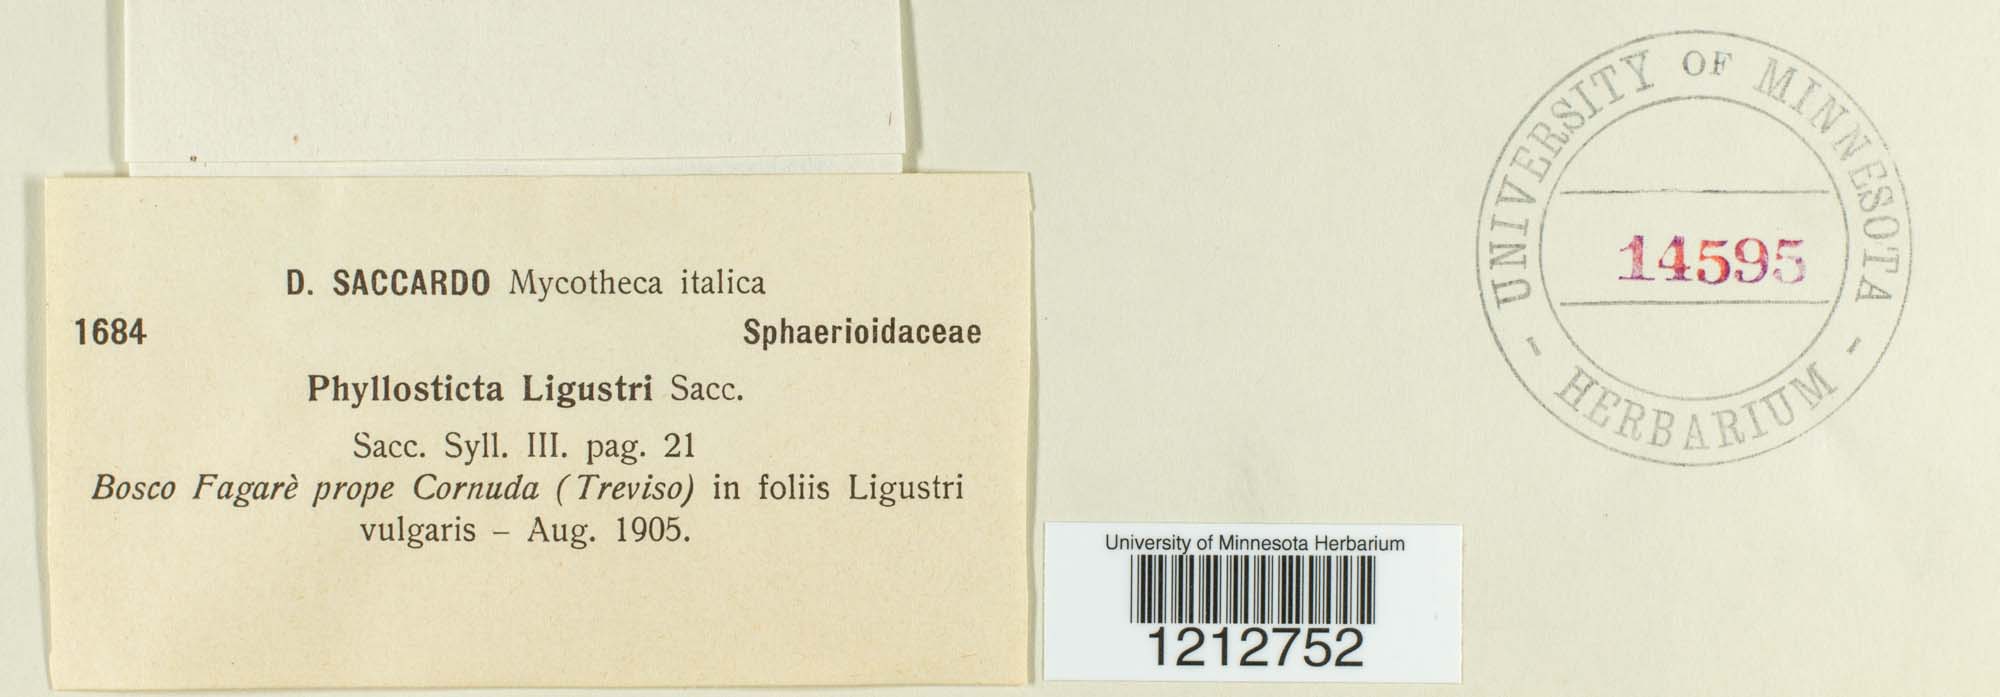 D. SACCARDO Mycotheca italica
1684 Sphaerioidaceae
Phyllosticta Ligustri Sacc.
Sacc. Syll. III. pag. 21
Bosco Fagarè prope Cornuda (Treviso) in foliis Ligustri
vulgaris – Aug. 1905.
UNIVERSITY OF MINNESOTA
14595
- HERBARIUM -
University of Minnesota Herbarium
1212752